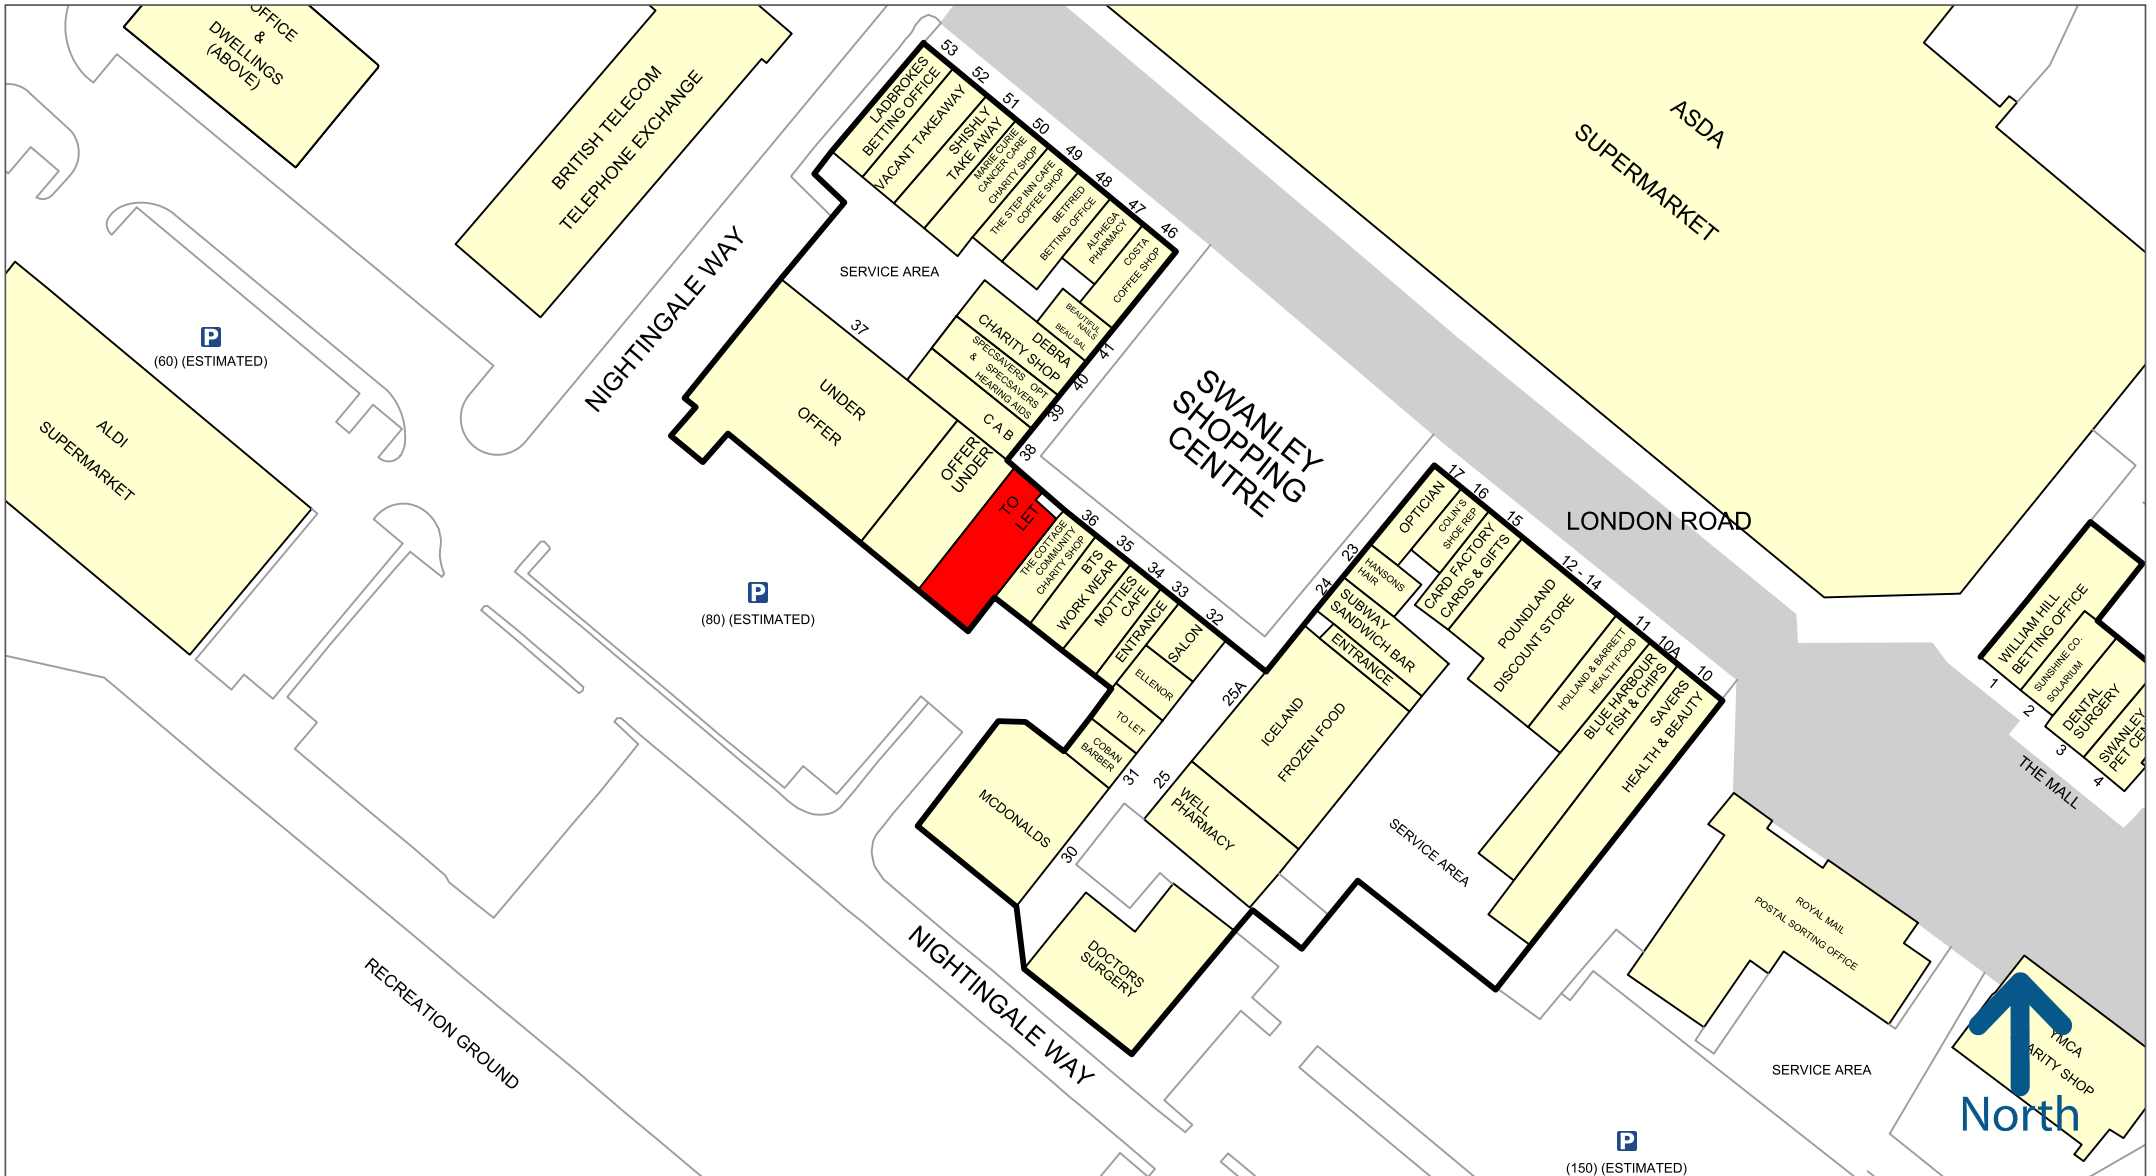 OFFICE
&
DWELLINGS
(ABOVE)
BRITISH TELECOM
TELEPHONE EXCHANGE
NIGHTINGALE WAY
P
(60) (ESTIMATED)
ALDI
SUPERMARKET
53
LADBROKES
BETTING OFFICE
52
VACANT TAKEAWAY
51
SHISHLY
TAKE AWAY
50
MARIE CURIE
CANCER CARE
CHARITY SHOP
49
THE STEP INN CAFE
COFFEE SHOP
48
BETFRED
BETTING OFFICE
47
ALPHEGA
PHARMACY
46
COSTA
COFFEE SHOP
SERVICE AREA
BEAUTIFUL
NAILS
BEAU SAL
41
DEBRA
CHARITY SHOP
40
SPECSAVERS OPT
& SPECSAVERS
HEARING AIDS
39
C A B
38
37
UNDER
OFFER
OFFER
UNDER
TO
LET
36
THE COTTAGE
COMMUNITY
CHARITY SHOP
35
BTS
WORK WEAR
34
MOTTIES
CAFE
33
ENTRANCE
32
SALON
ELLENOR
TO LET
COBAN
BARBER
31
MCDONALDS
30
P
(80) (ESTIMATED)
SWANLEY
SHOPPING
CENTRE
ASDA
SUPERMARKET
LONDON ROAD
17
OPTICIAN
16
COLIN'S
SHOE REP
15
CARD FACTORY
CARDS & GIFTS
23
HANSONS
HAIR
24
SUBWAY
SANDWICH BAR
ENTRANCE
12 - 14
POUNDLAND
DISCOUNT STORE
11
HOLLAND & BARRETT
HEALTH FOOD
10A
BLUE HARBOUR
FISH & CHIPS
10
SAVERS
HEALTH & BEAUTY
25A
ICELAND
FROZEN FOOD
25
WELL
PHARMACY
SERVICE AREA
DOCTORS
SURGERY
NIGHTINGALE WAY
RECREATION GROUND
WILLIAM HILL
BETTING OFFICE
1
SUNSHINE CO.
SOLARIUM
2
DENTAL
SURGERY
3
SWANLEY
PET CEN
4
THE MALL
ROYAL MAIL
POSTAL SORTING OFFICE
SERVICE AREA
YMCA
ARITY SHOP
North
P
(150) (ESTIMATED)